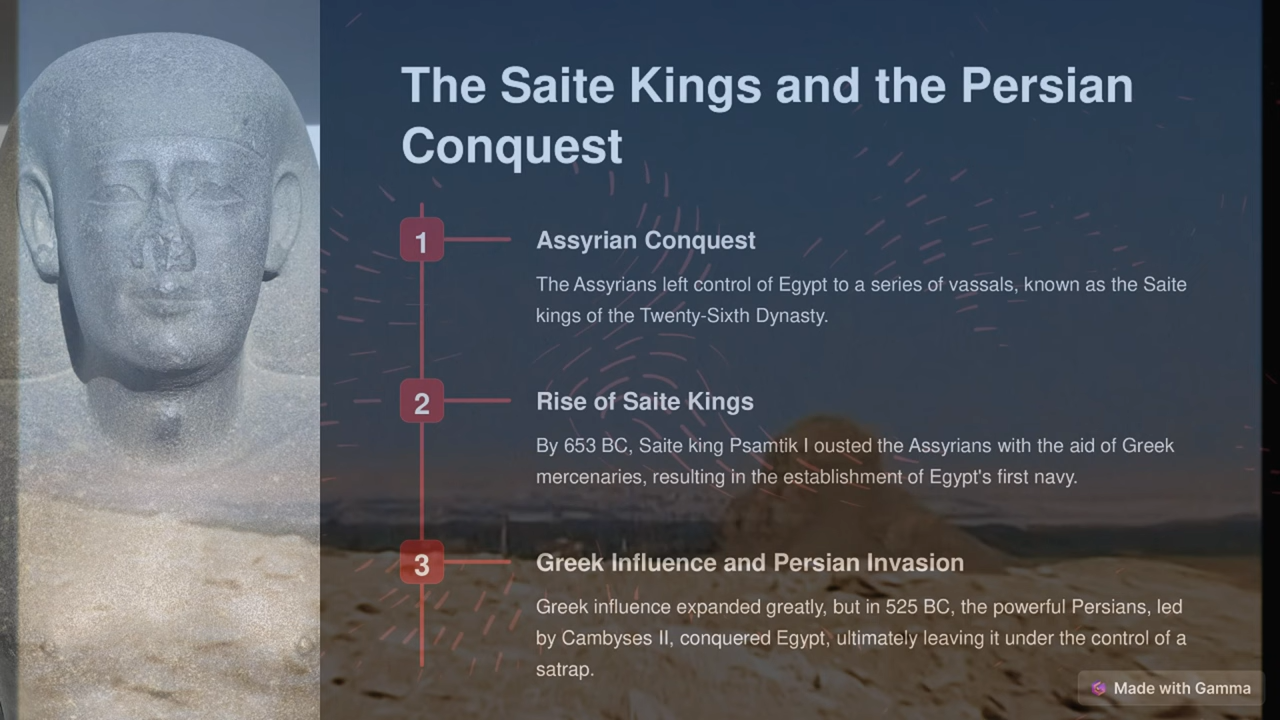 The Saite Kings and the Persian
Conquest
1
Assyrian Conquest
The Assyrians left control of Egypt to a series of vassals, known as the Saite
kings of the Twenty-Sixth Dynasty.
2
Rise of Saite Kings
By 653 BC, Saite king Psamtik I ousted the Assyrians with the aid of Greek
mercenaries, resulting in the establishment of Egypt's first navy.
3
Greek Influence and Persian Invasion
Greek influence expanded greatly, but in 525 BC, the powerful Persians, led
by Cambyses II, conquered Egypt, ultimately leaving it under the control of a
satrap.
Made with Gamma